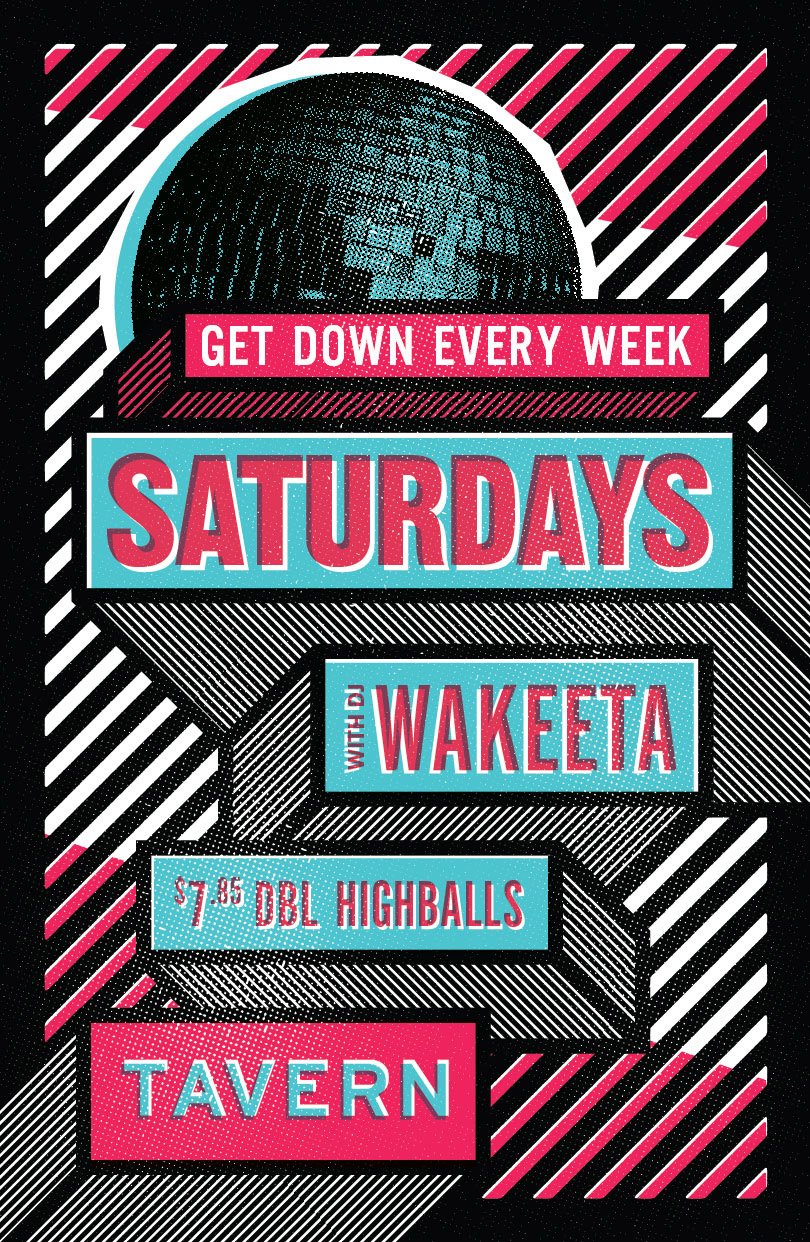 GET DOWN EVERY WEEK
SATURDAYS
WITH DJ WAKEETA
$7.85 DBL HIGHBALLS
TAVERN